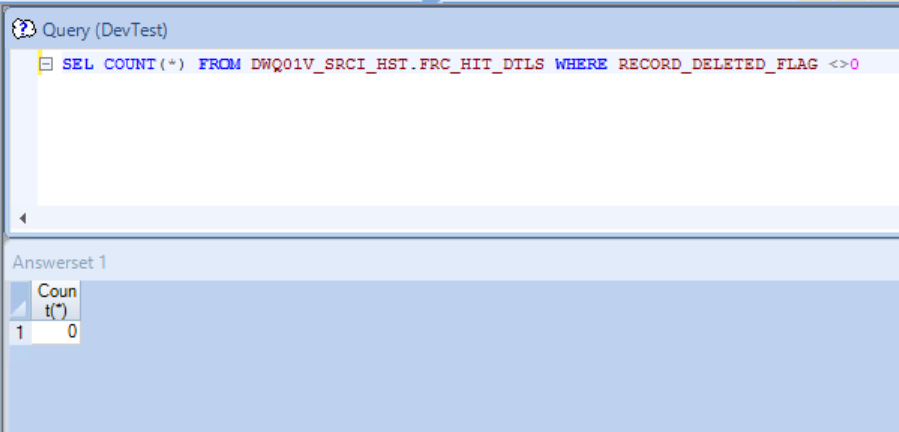 Query (DevTest)
SEL COUNT(*) FROM DWQ01V_SRCI_HST.FRC_HIT_DTLS WHERE RECORD_DELETED_FLAG <>0
Answerset 1
Coun
t(*)
1 0